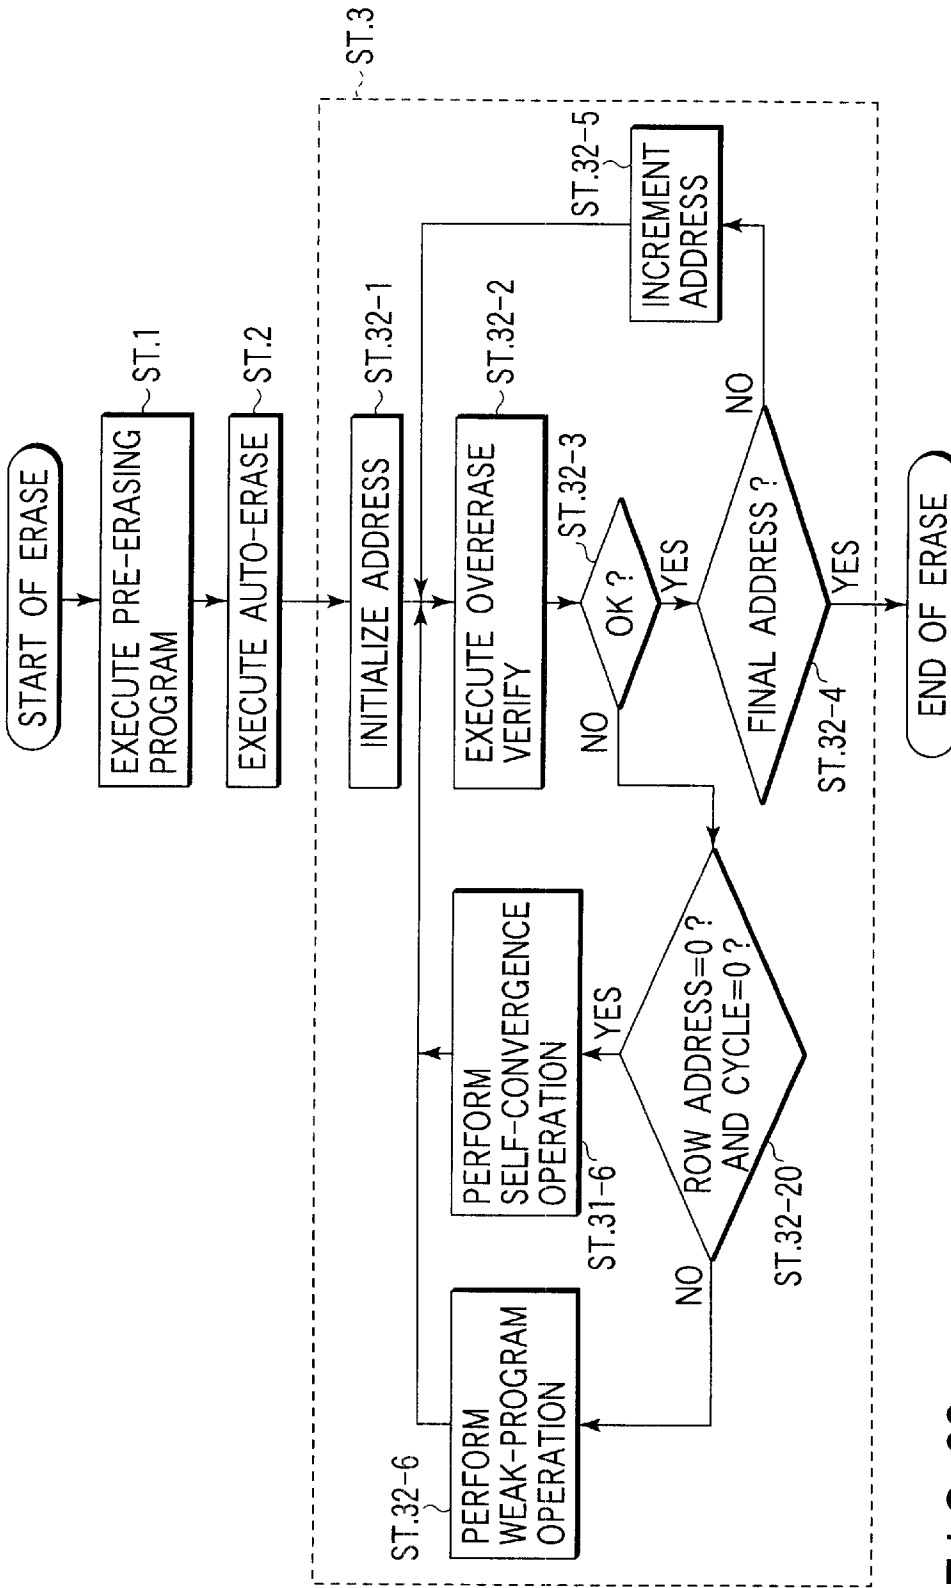 START OF ERASE
EXECUTE PRE-ERASING
PROGRAM
ST.1
EXECUTE AUTO-ERASE
ST.2
ST.3
INITIALIZE ADDRESS
ST.32-1
EXECUTE OVERERASE
VERIFY
ST.32-2
OK ?
ST.32-3
NO
YES
FINAL ADDRESS ?
ST.32-4
NO
YES
INCREMENT
ADDRESS
ST.32-5
ROW ADDRESS=0 ?
AND CYCLE=0 ?
ST.32-20
YES
NO
PERFORM
SELF-CONVERGENCE
OPERATION
ST.31-6
PERFORM
WEAK-PROGRAM
OPERATION
ST.32-6
END OF ERASE